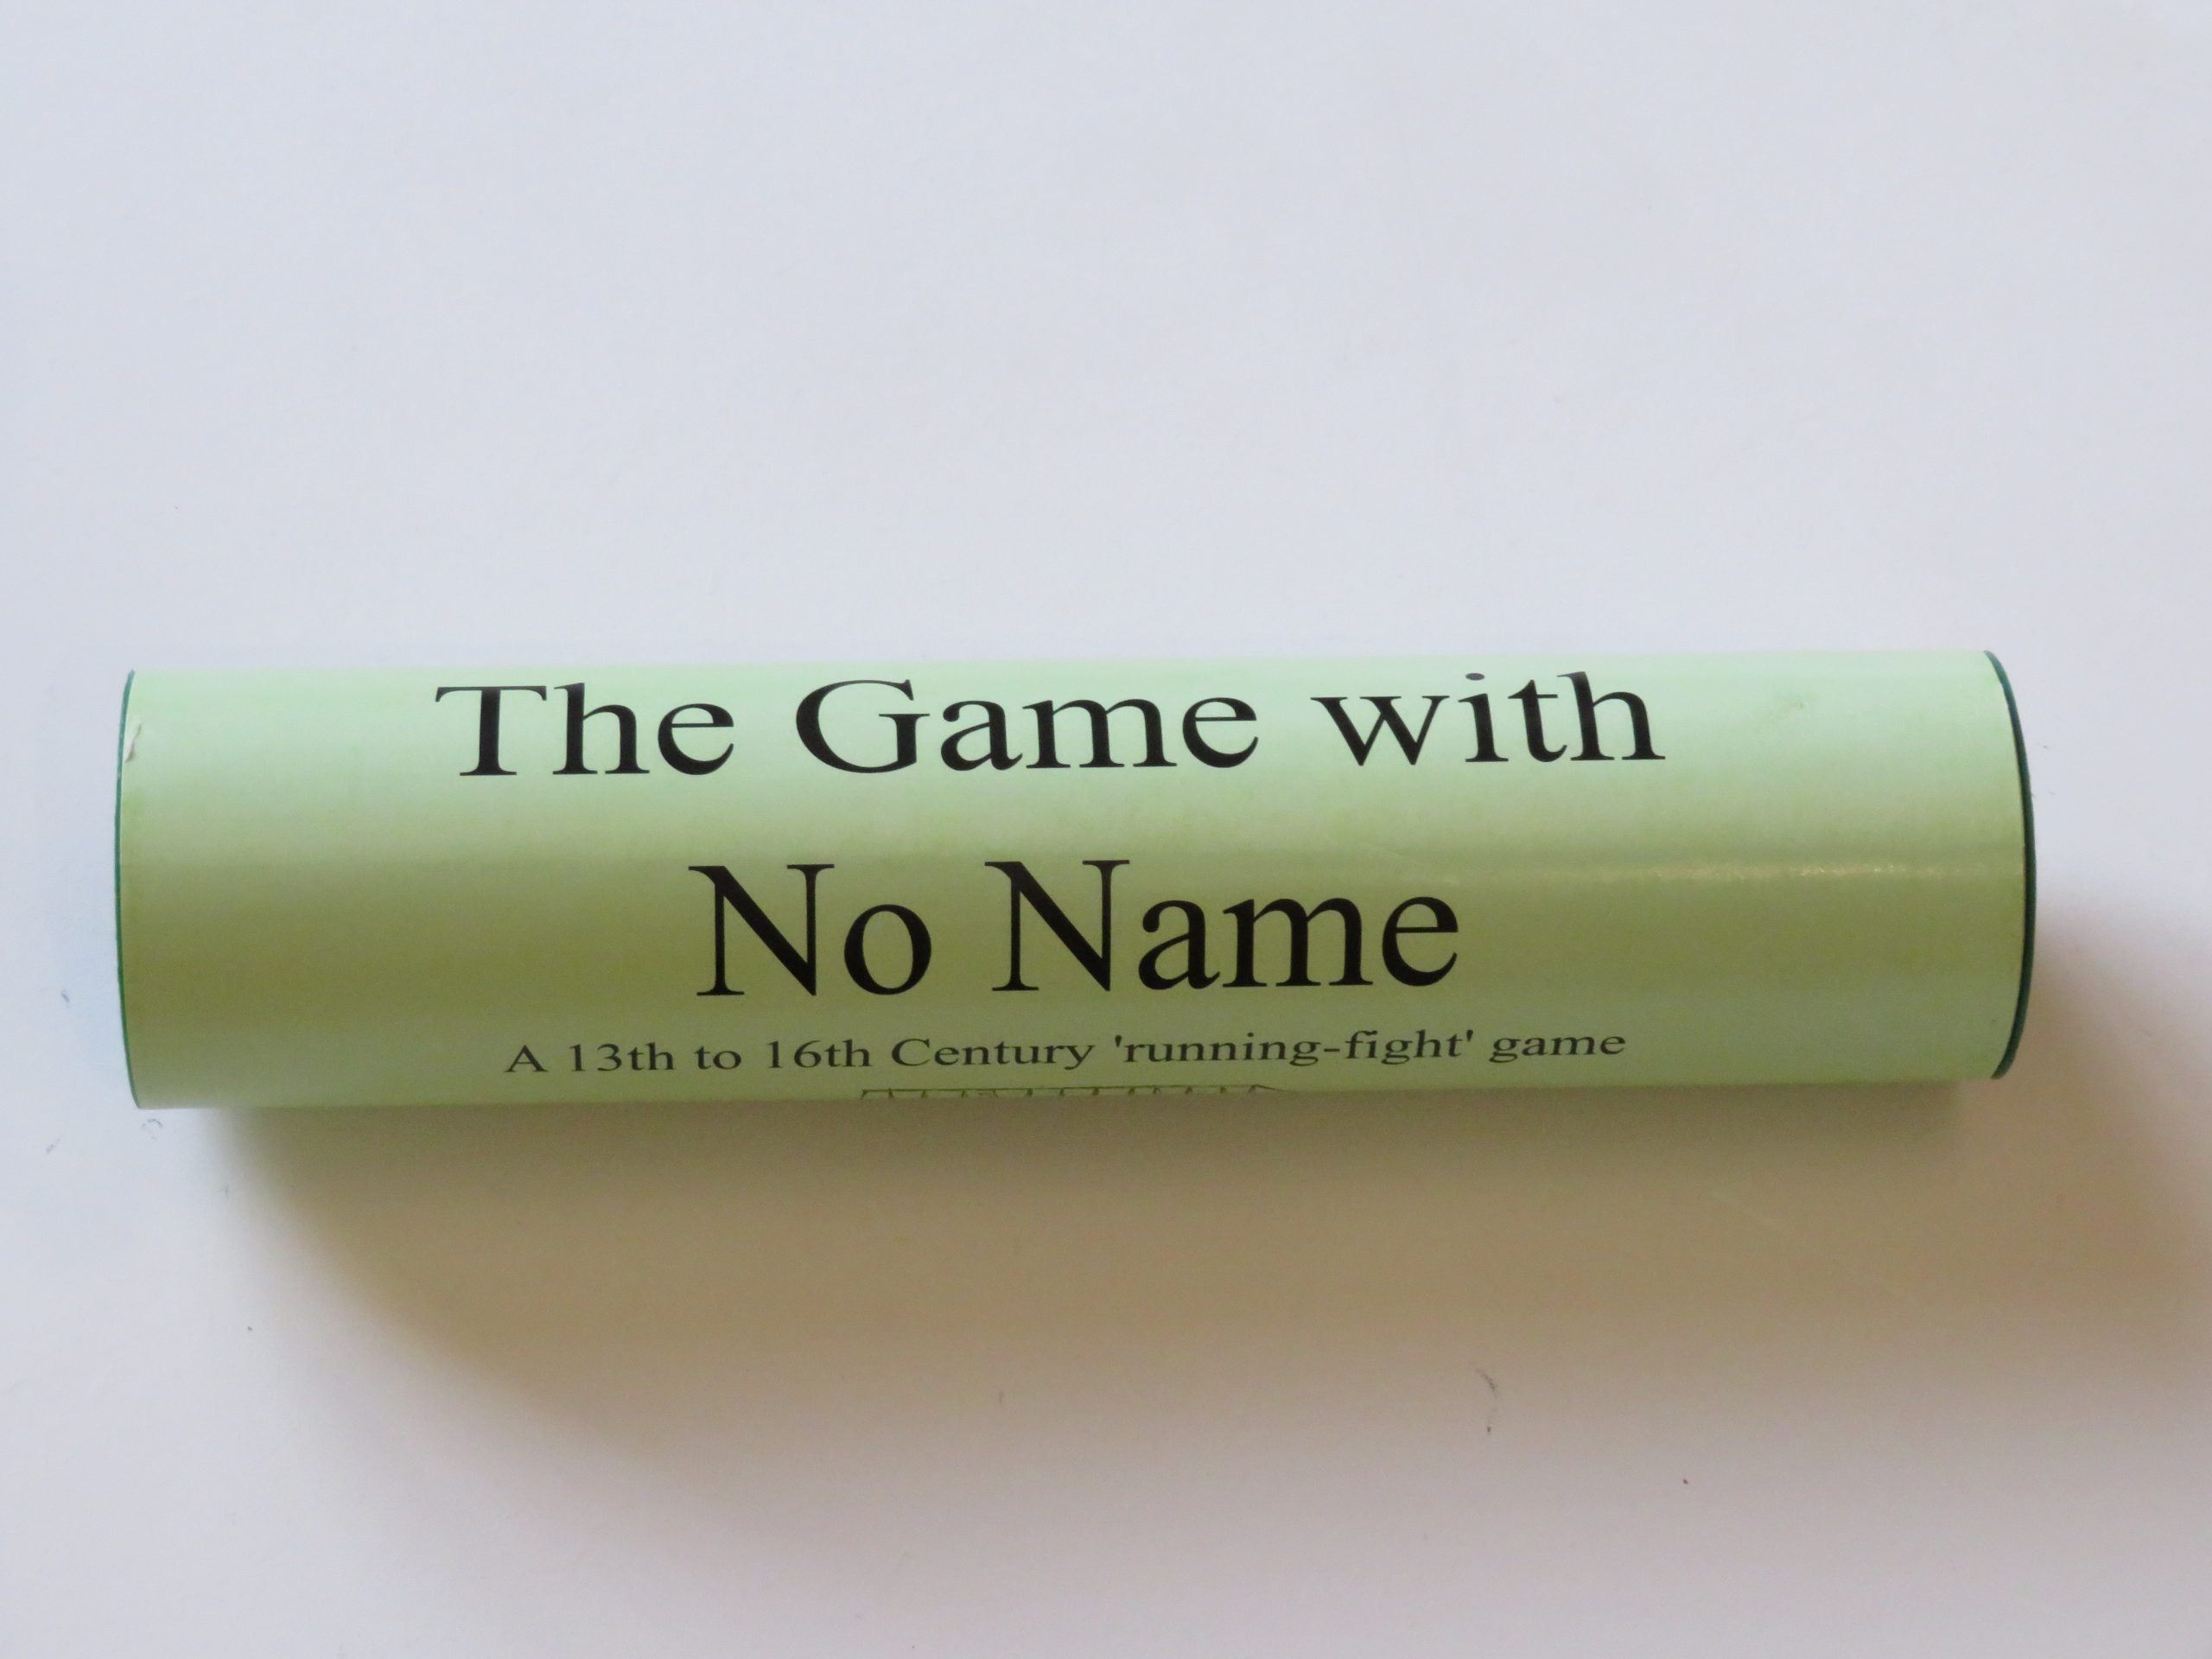 The Game with
No Name
A 13th to 16th Century 'running-fight' game